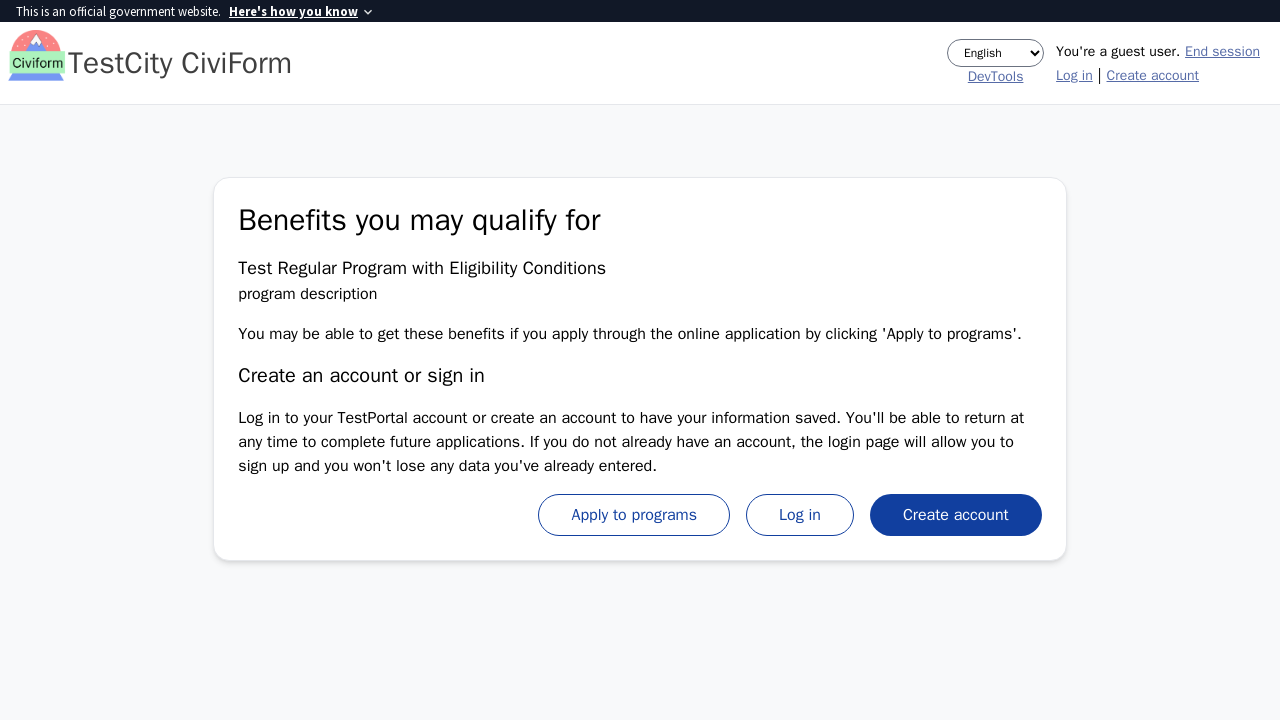 This is an official government website. Here's how you know
Civiform
TestCity CiviForm
English
DevTools
You're a guest user. End session
Log in | Create account
Benefits you may qualify for
Test Regular Program with Eligibility Conditions
program description
You may be able to get these benefits if you apply through the online application by clicking 'Apply to programs'.
Create an account or sign in
Log in to your TestPortal account or create an account to have your information saved. You'll be able to return at
any time to complete future applications. If you do not already have an account, the login page will allow you to
sign up and you won't lose any data you've already entered.
Apply to programs
Log in
Create account